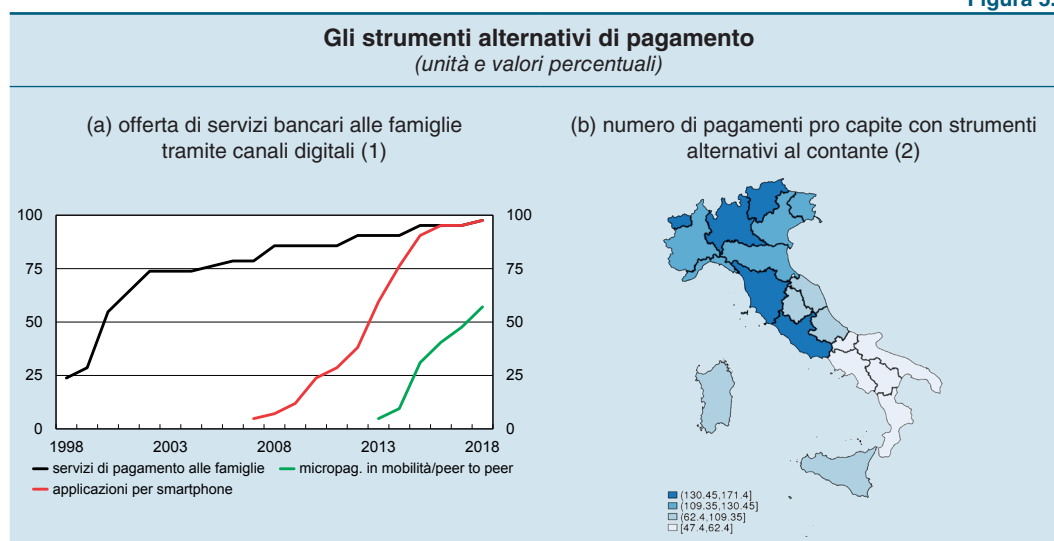 Figura 5.
Gli strumenti alternativi di pagamento
(unità e valori percentuali)
(a) offerta di servizi bancari alle famiglie
tramite canali digitali (1)
100
75
50
25
0
100
75
50
25
0
1998
2003
2008
2013
2018
servizi di pagamento alle famiglie
micropag. in mobilità/peer to peer
applicazioni per smartphone
(b) numero di pagamenti pro capite con strumenti
alternativi al contante (2)
(130.45,171.4]
(109.35,130.45]
(62.4,109.35]
[47.4,62.4]